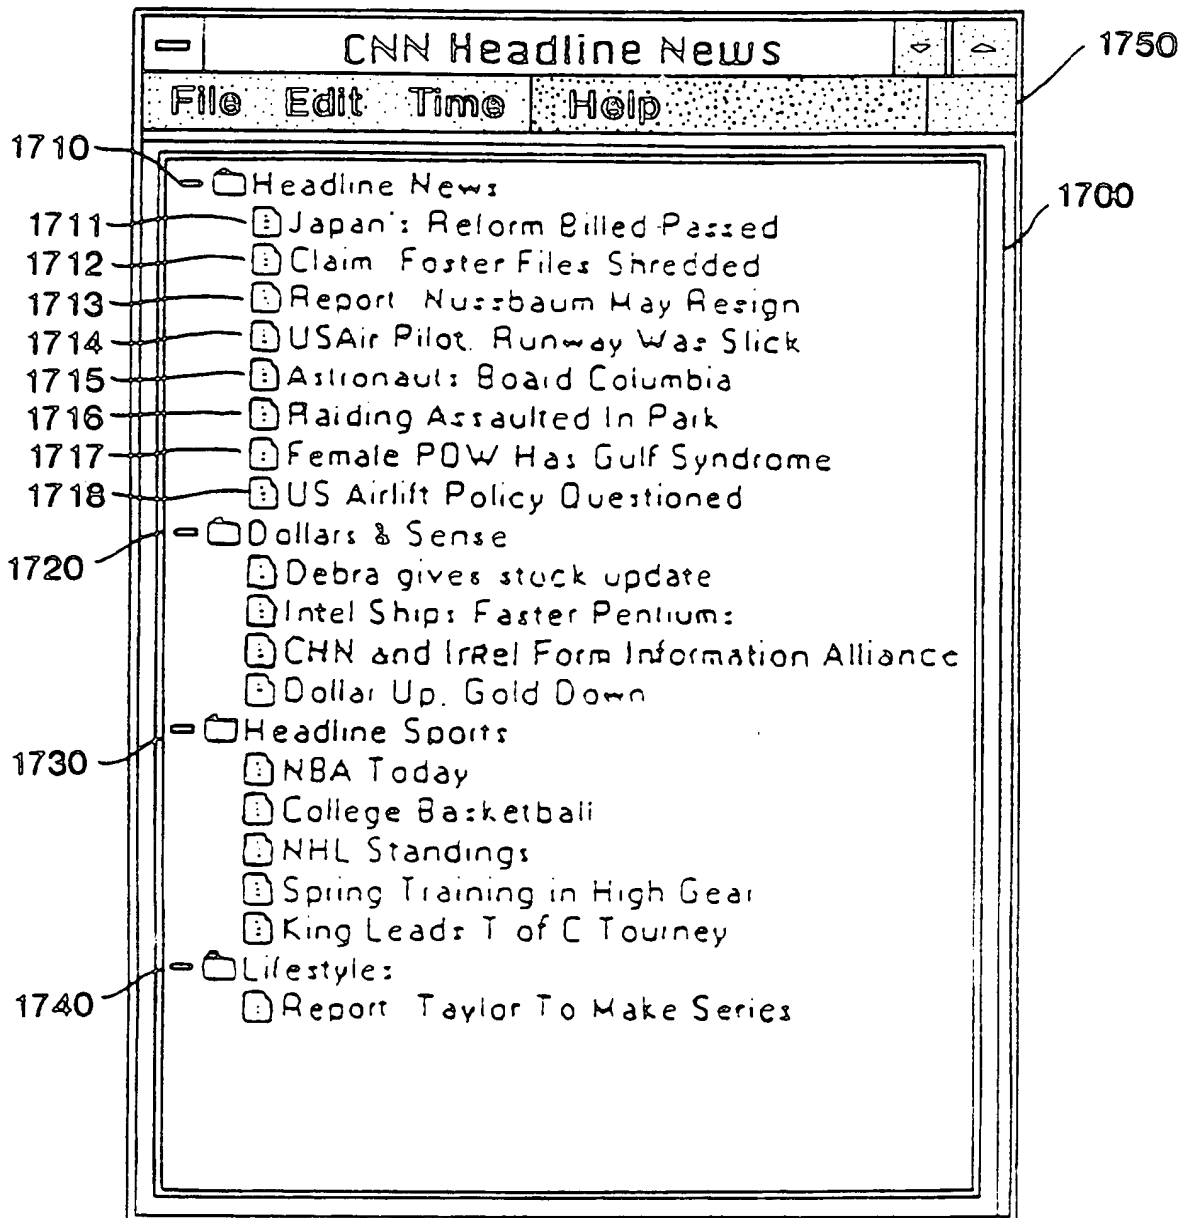 CNN Headline News
1750
File Edit Time Help
1710 Headline News
1700
1711 Japan's Reform Billed Passed
1712 Claim Foster Files Shredded
1713 Report Nussbaum May Resign
1714 USAir Pilot. Runway Was Slick
1715 Astronauts Board Columbia
1716 Raiding Assaulted In Park
1717 Female POW Has Gulf Syndrome
1718 US Airlift Policy Questioned
1720 Dollars & Sense
Debra gives stock update
Intel Ships Faster Pentiums
CNN and Form Information Alliance
Dollar Up. Gold Down
1730 Headline Sports
NBA Today
College Basketball
NHL Standings
Spring Training in High Gear
King Leads T of C Tourney
1740 Lifestyles
Report Taylor To Make Series